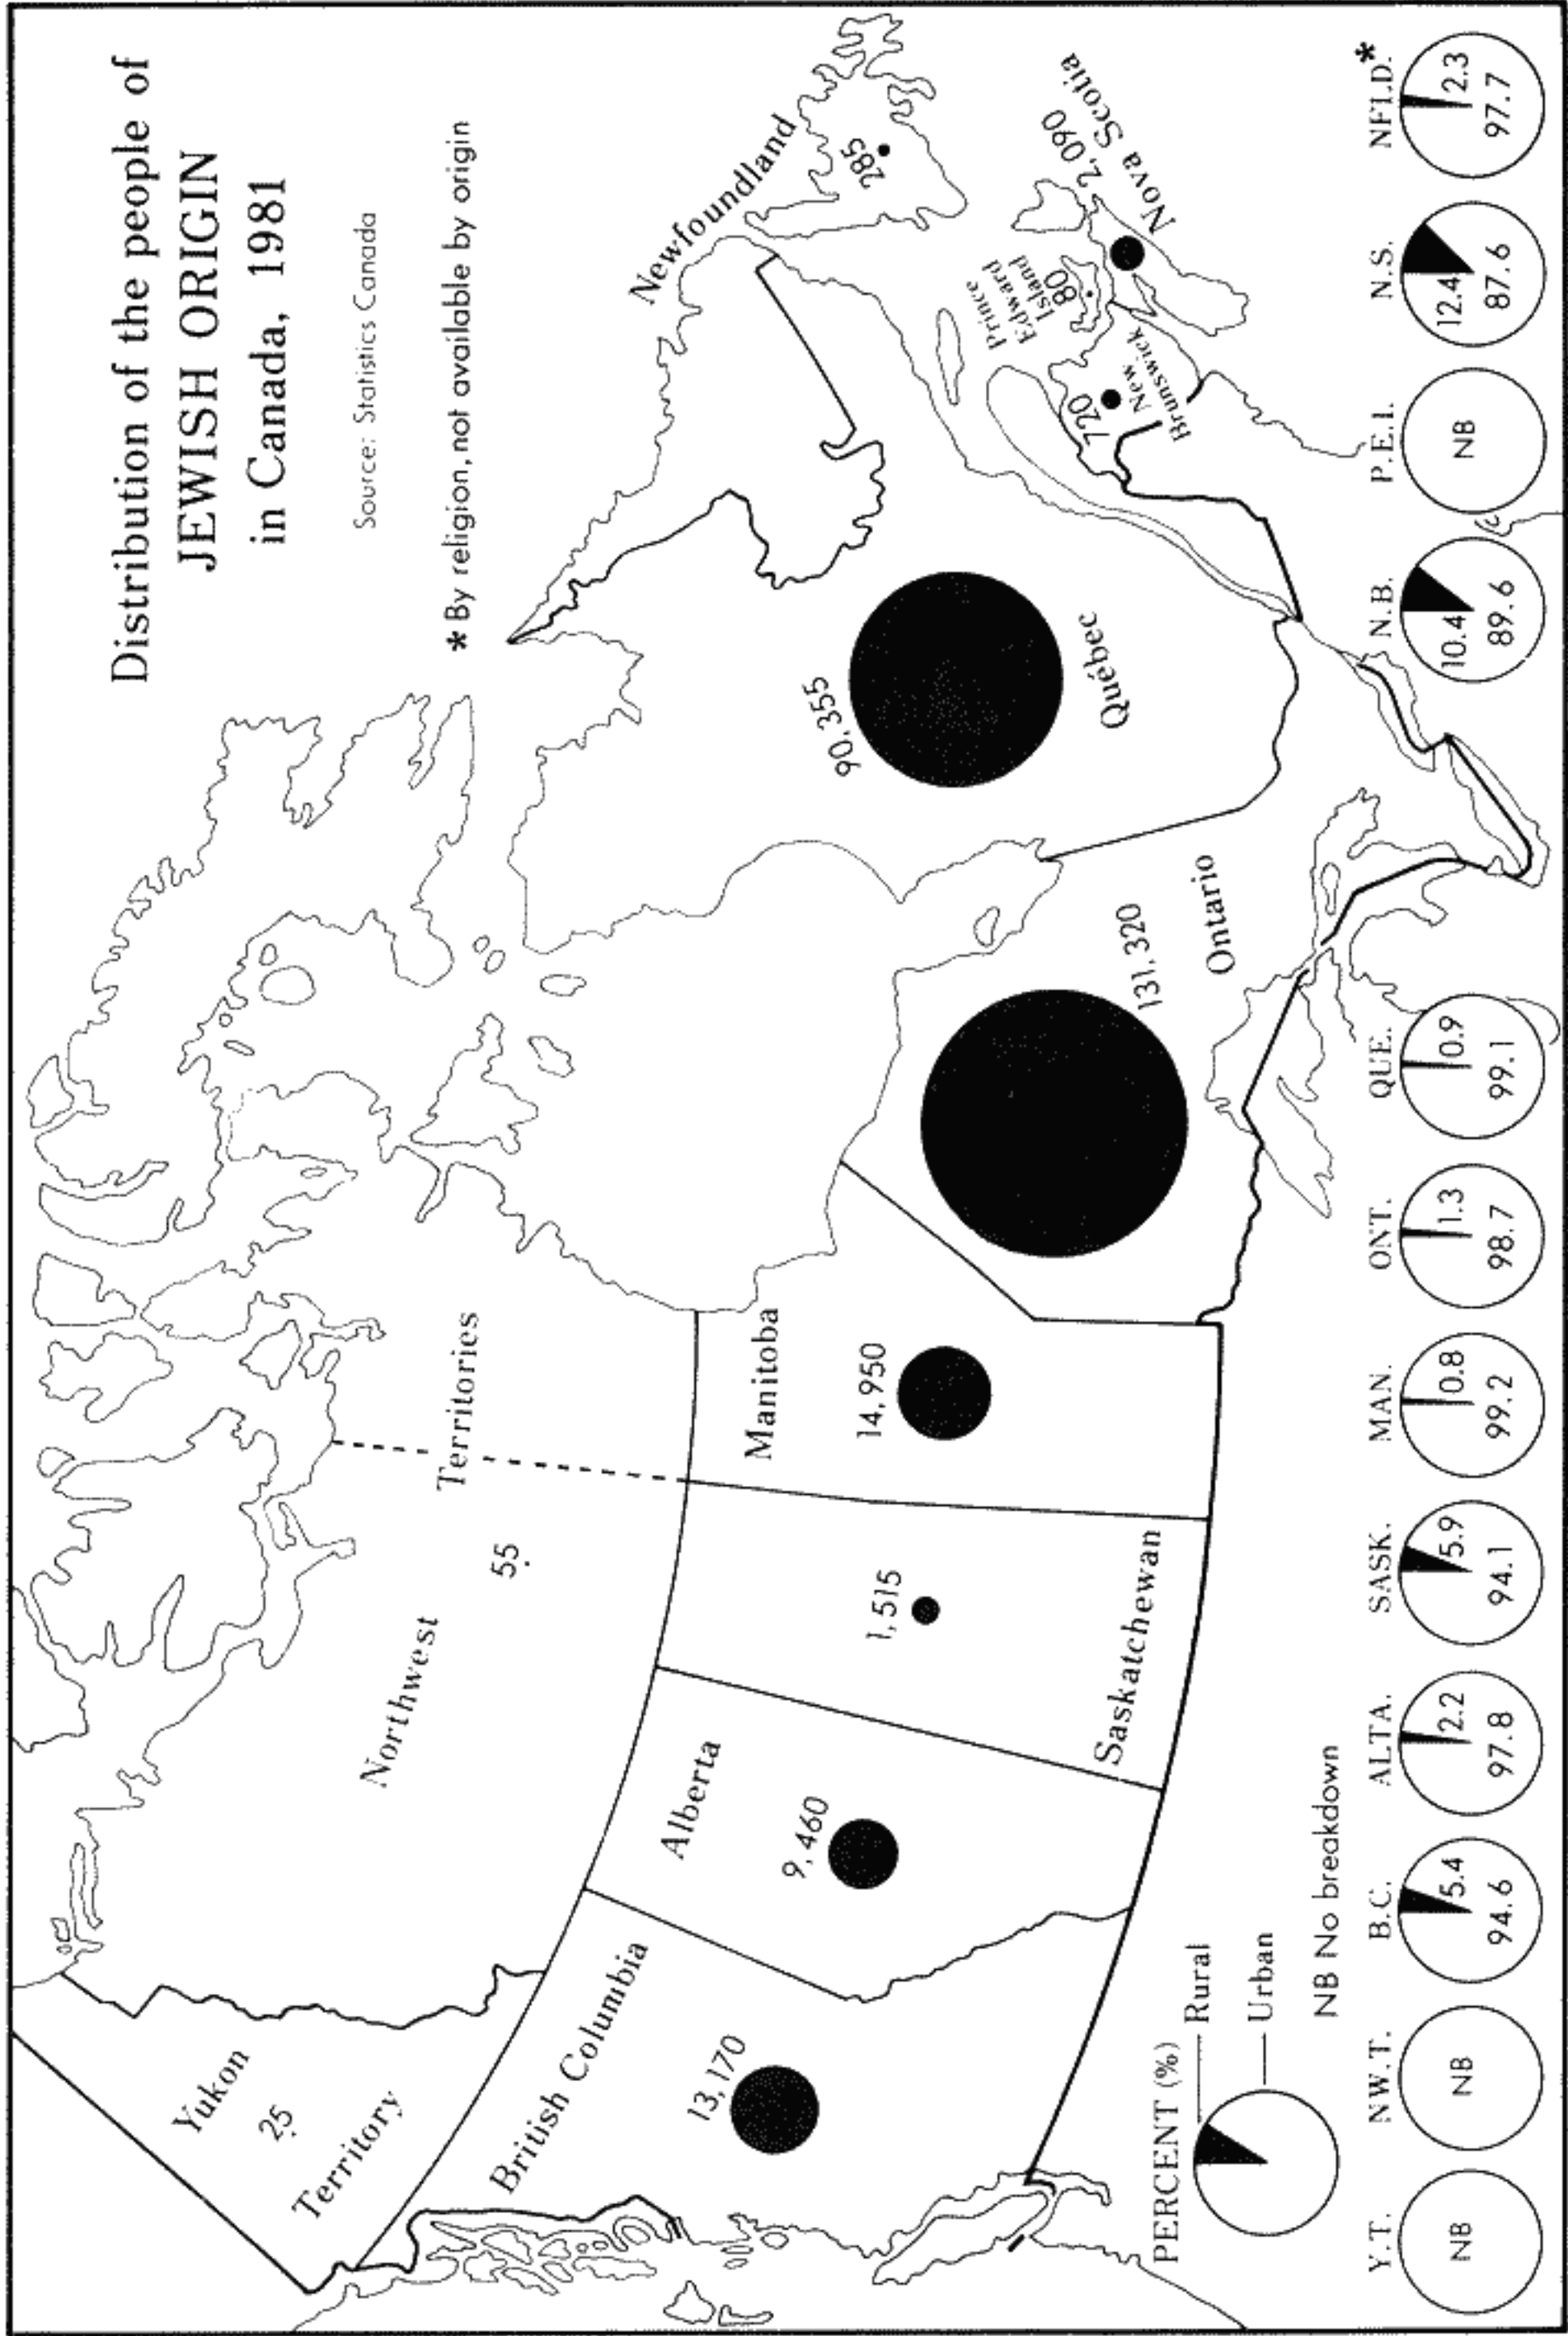 Distribution of the people of
JEWISH ORIGIN
in Canada, 1981
Source: Statistics Canada
* By religion, not available by origin
Yukon
25
Territory
Northwest
Territories
55
British Columbia
13,170
Alberta
9,460
1,515
Saskatchewan
Manitoba
14,950
131,320
Ontario
90,355
Québec
Newfoundland
285
Prince
Edward
Island
80
720
New
Brunswick
2,090
Nova Scotia
PERCENT (%)
Rural
Urban
NB No breakdown
Y.T.
NB
NW.T.
NB
B.C.
5.4
94.6
ALTA.
2.2
97.8
SASK.
5.9
94.1
MAN.
0.8
99.2
ONT.
1.3
98.7
QUE.
0.9
99.1
N.B.
10.4
89.6
P.E.I.
NB
N.S.
12.4
87.6
NFLD.*
2.3
97.7